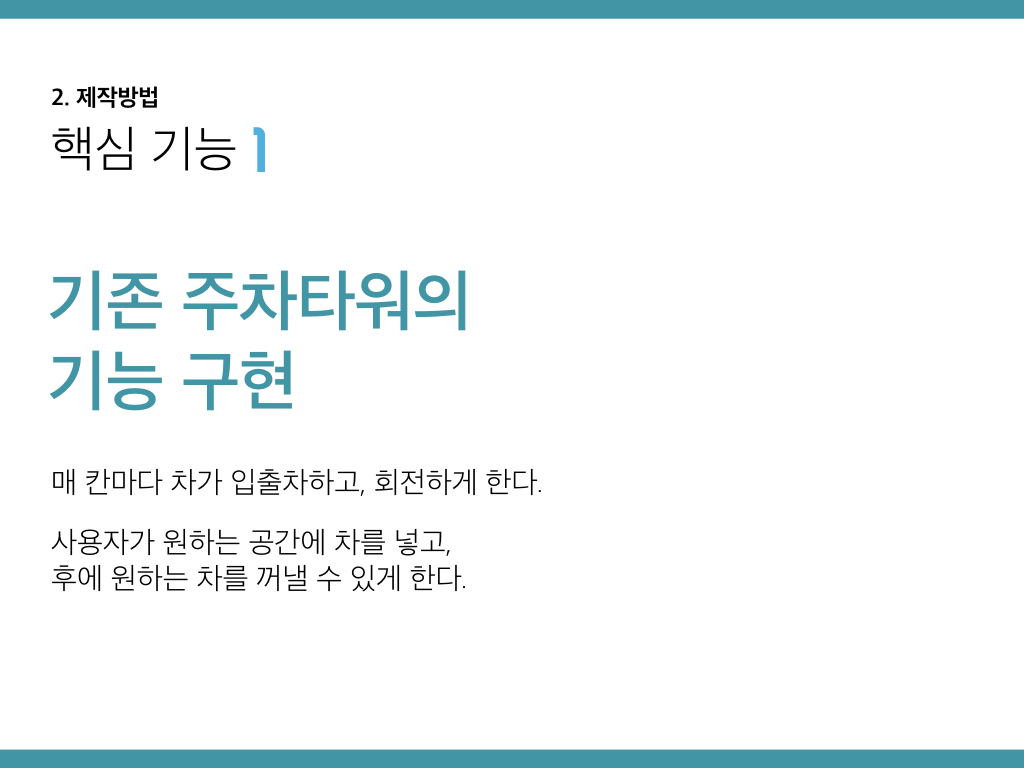 2. 제작방법
핵심 기능 1
기존 주차타워의
기능 구현
매 칸마다 차가 입출차하고, 회전하게 한다.
사용자가 원하는 공간에 차를 넣고,
후에 원하는 차를 꺼낼 수 있게 한다.